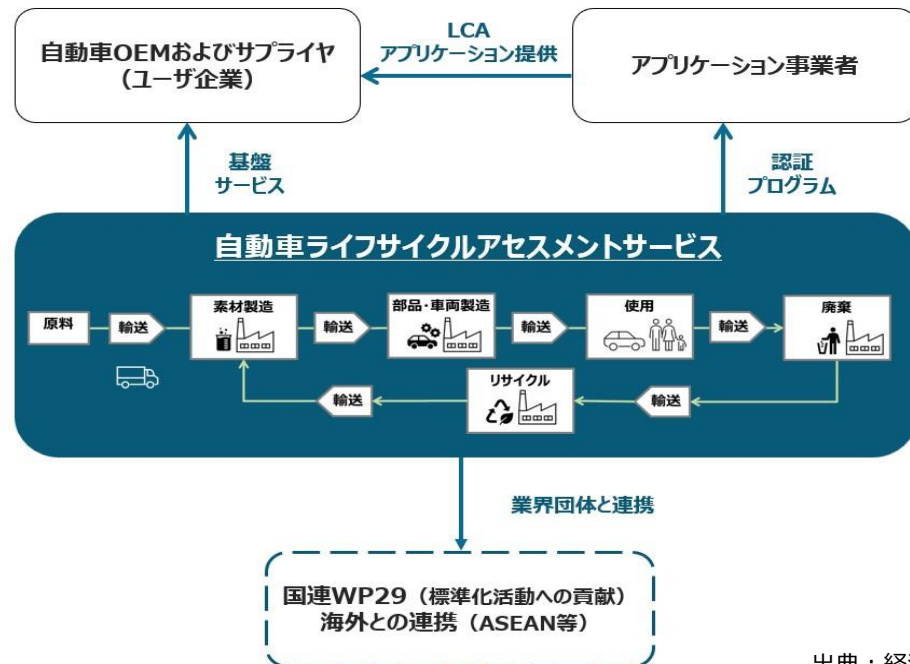 自動車OEMおよびサプライヤ
（ユーザ企業）
LCA
アプリケーション提供
アプリケーション事業者
基盤
サービス
認証
プログラム
自動車ライフサイクルアセスメントサービス
原料
輸送
素材製造
輸送
部品・車両製造
輸送
使用
輸送
廃棄
輸送
リサイクル
輸送
業界団体と連携
国連WP29（標準化活動への貢献）
海外との連携（ASEAN等）
出典：経